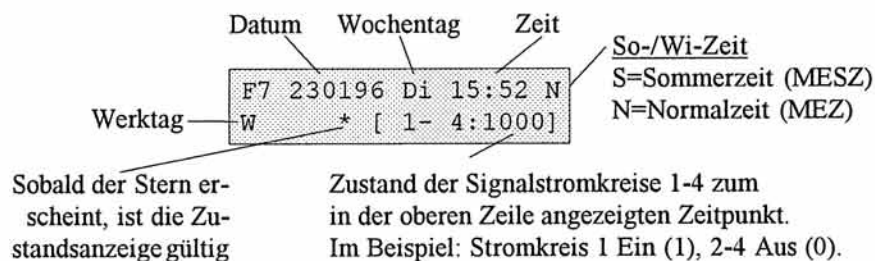 Datum Wochentag Zeit
So-/Wi-Zeit
S=Sommerzeit (MESZ)
N=Normalzeit (MEZ)
F7 230196 Di 15:52 N
Werktag
W * [ 1- 4:1000]
Sobald der Stern er-
scheint, ist die Zu-
standsanzeige gültig
Zustand der Signalstromkreise 1-4 zum
in der oberen Zeile angezeigten Zeitpunkt.
Im Beispiel: Stromkreis 1 Ein (1), 2-4 Aus (0).